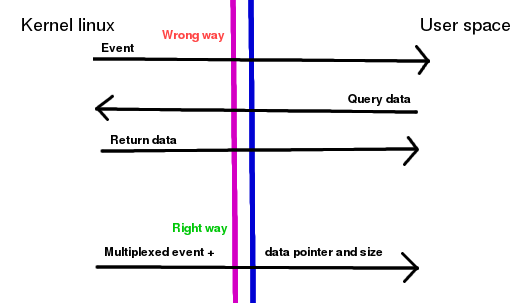 Kernel linux
User space
Wrong way
Event
Query data
Return data
Right way
Multiplexed event + data pointer and size